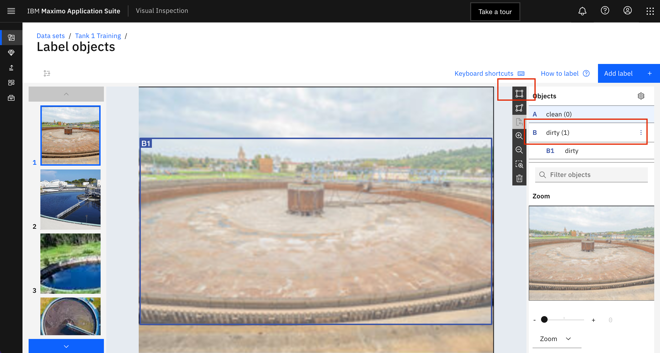 IBM Maximo Application Suite
Visual Inspection
Take a tour
Data sets / Tank 1 Training /
Label objects
Keyboard shortcuts
How to label
Add label +
Objects
A clean (0)
B dirty (1)
B1 dirty
Filter objects
Zoom
- +
Zoom
B1
1
2
3